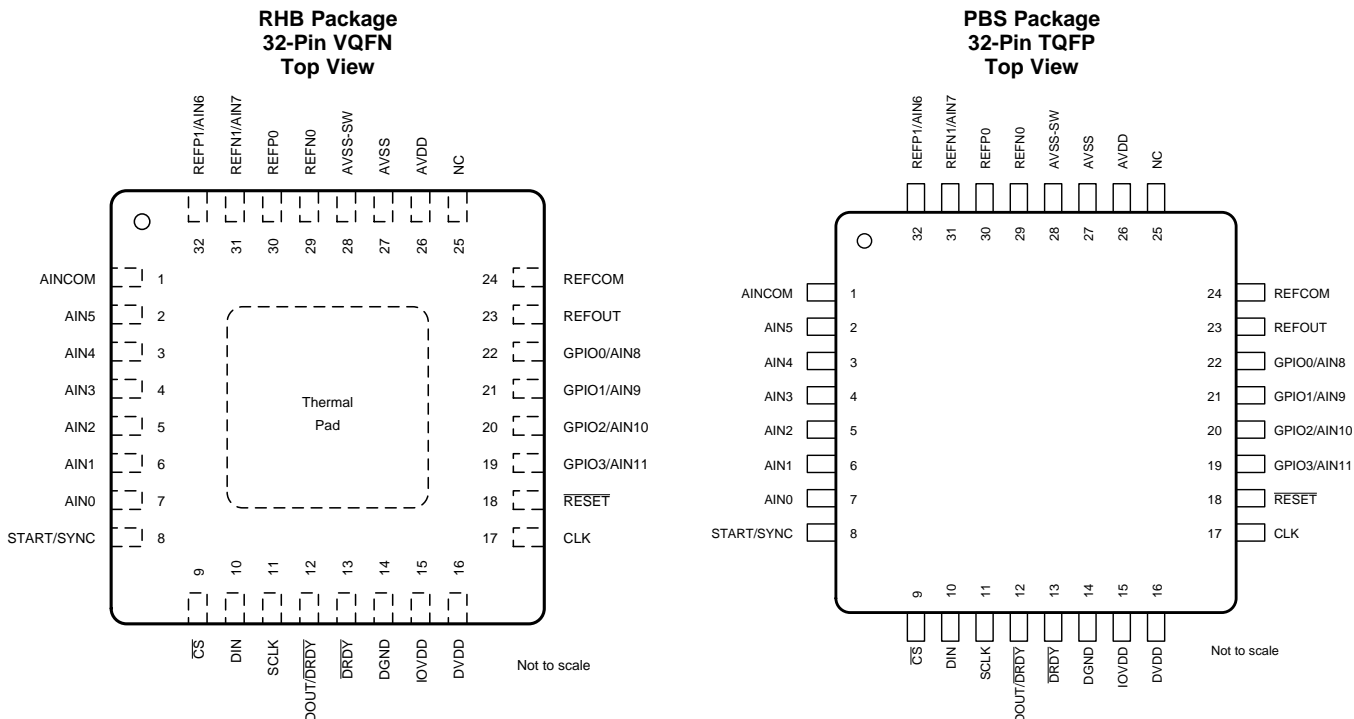 RHB Package
32-Pin VQFN
Top View
REFP1/AIN6
REFN1/AIN7
REFP0
REFN0
AVSS-SW
AVSS
AVDD
NC
32
31
30
29
28
27
26
25
AINCOM 1
AIN5 2
AIN4 3
AIN3 4
AIN2 5
AIN1 6
AIN0 7
START/SYNC 8
24 REFCOM
23 REFOUT
22 GPIO0/AIN8
21 GPIO1/AIN9
20 GPIO2/AIN10
19 GPIO3/AIN11
18 R̅E̅S̅E̅T̅
17 CLK
Thermal
Pad
9
10
11
12
13
14
15
16
C̅S̅
DIN
SCLK
DOUT/D̅R̅D̅Y̅
D̅R̅D̅Y̅
DGND
IOVDD
DVDD
Not to scale
PBS Package
32-Pin TQFP
Top View
REFP1/AIN6
REFN1/AIN7
REFP0
REFN0
AVSS-SW
AVSS
AVDD
NC
32
31
30
29
28
27
26
25
AINCOM 1
AIN5 2
AIN4 3
AIN3 4
AIN2 5
AIN1 6
AIN0 7
START/SYNC 8
24 REFCOM
23 REFOUT
22 GPIO0/AIN8
21 GPIO1/AIN9
20 GPIO2/AIN10
19 GPIO3/AIN11
18 R̅E̅S̅E̅T̅
17 CLK
9
10
11
12
13
14
15
16
C̅S̅
DIN
SCLK
DOUT/D̅R̅D̅Y̅
D̅R̅D̅Y̅
DGND
IOVDD
DVDD
Not to scale